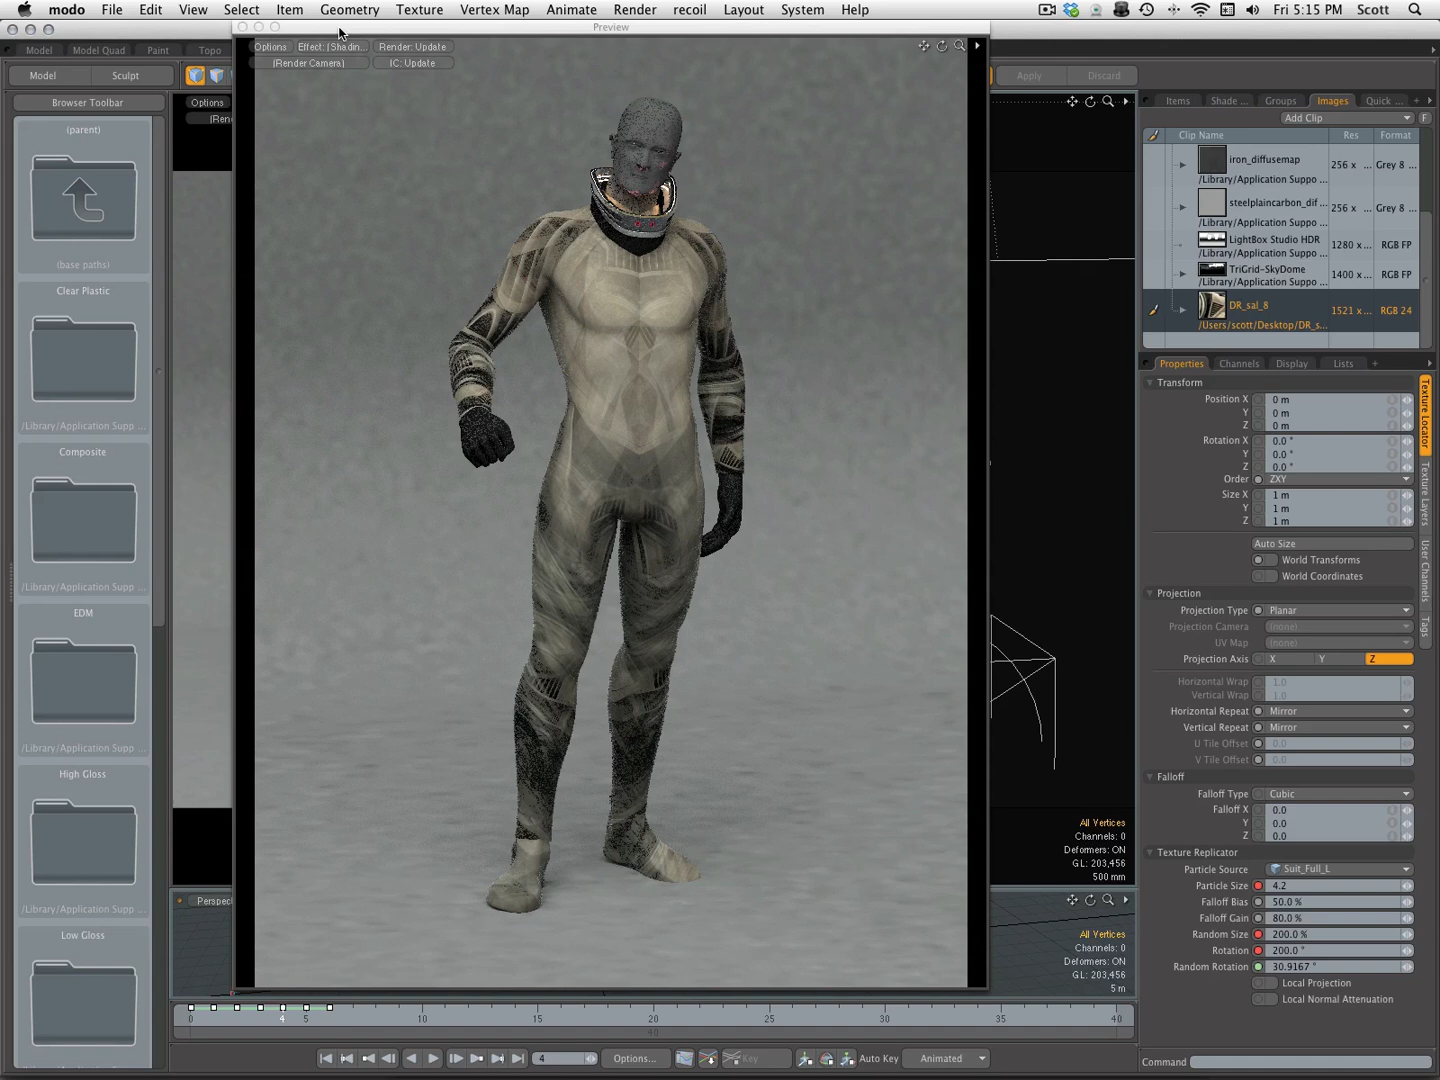 modo File Edit View Select Item Geometry Texture Vertex Map Animate Render recoil Layout System Help
Fri 5:15 PM Scott
Preview
Model Model Quad Paint Topo
Options Effect: (Shadin... Render: Update
(Render Camera) IC: Update
Model Sculpt
Apply Discard
Browser Toolbar
Options
(Ren
(parent)
(base paths)
Clear Plastic
/Library/Application Supp ...
Composite
/Library/Application Supp ...
EDM
/Library/Application Supp ...
High Gloss
/Library/Application Supp ...
Low Gloss
Items Shade ... Groups Images Quick ... +
Add Clip F
Clip Name Res Format
iron_diffusemap 256 x ... Grey 8 ...
/Library/Application Suppo ...
steelplaincarbon_dif ... 256 x ... Grey 8 ...
/Library/Application Suppo ...
LightBox Studio HDR 1280 x... RGB FP
/Library/Application Suppo ...
TriGrid-SkyDome 1400 x... RGB FP
/Library/Application Suppo ...
DR_sal_8 1521 x... RGB 24
/Users/scott/Desktop/DR_s...
Properties Channels Display Lists +
Texture Locator
Texture Layers
User Channels
Tags
Transform
Position X 0 m
Y 0 m
Z 0 m
Rotation X 0.0 °
Y 0.0 °
Z 0.0 °
Order ZXY
Size X 1 m
Y 1 m
Z 1 m
Auto Size
World Transforms
World Coordinates
Projection
Projection Type Planar
Projection Camera (none)
UV Map (none)
Projection Axis X Y Z
Horizontal Wrap 1.0
Vertical Wrap 1.0
Horizontal Repeat Mirror
Vertical Repeat Mirror
U Tile Offset 0.0
V Tile Offset 0.0
Falloff
Falloff Type Cubic
Falloff X 0.0
Y 0.0
Z 0.0
Texture Replicator
Particle Source Suit_Full_L
Particle Size 4.2
Falloff Bias 50.0 %
Falloff Gain 80.0 %
Random Size 200.0 %
Rotation 200.0 °
Random Rotation 30.9167 °
Local Projection
Local Normal Attenuation
All Vertices
Channels: 0
Deformers: ON
GL: 203,456
500 mm
Perspec
All Vertices
Channels: 0
Deformers: ON
GL: 203,456
5 m
0 4 5 10 15 20 25 30 35 40
40
4 Options... Key Auto Key Animated
Command